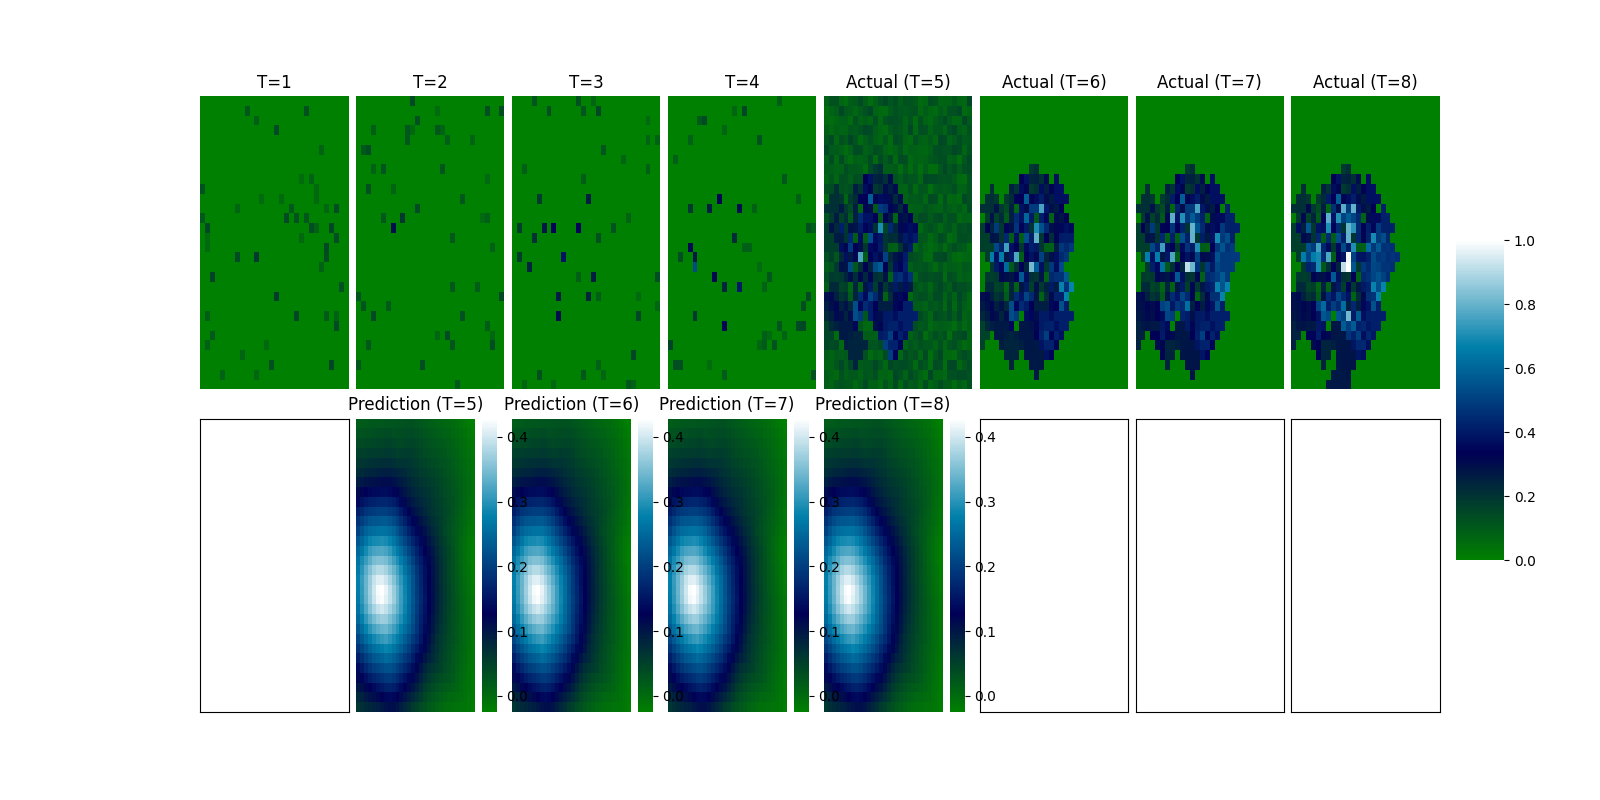 T=1
T=2
T=3
T=4
Actual (T=5)
Actual (T=6)
Actual (T=7)
Actual (T=8)
1.0
0.8
0.6
0.4
0.2
0.0
Prediction (T=5)
Prediction (T=6)
Prediction (T=7)
Prediction (T=8)
0.4
0.3
0.2
0.1
0.0
0.4
0.3
0.2
0.1
0.0
0.4
0.3
0.2
0.1
0.0
0.4
0.3
0.2
0.1
0.0